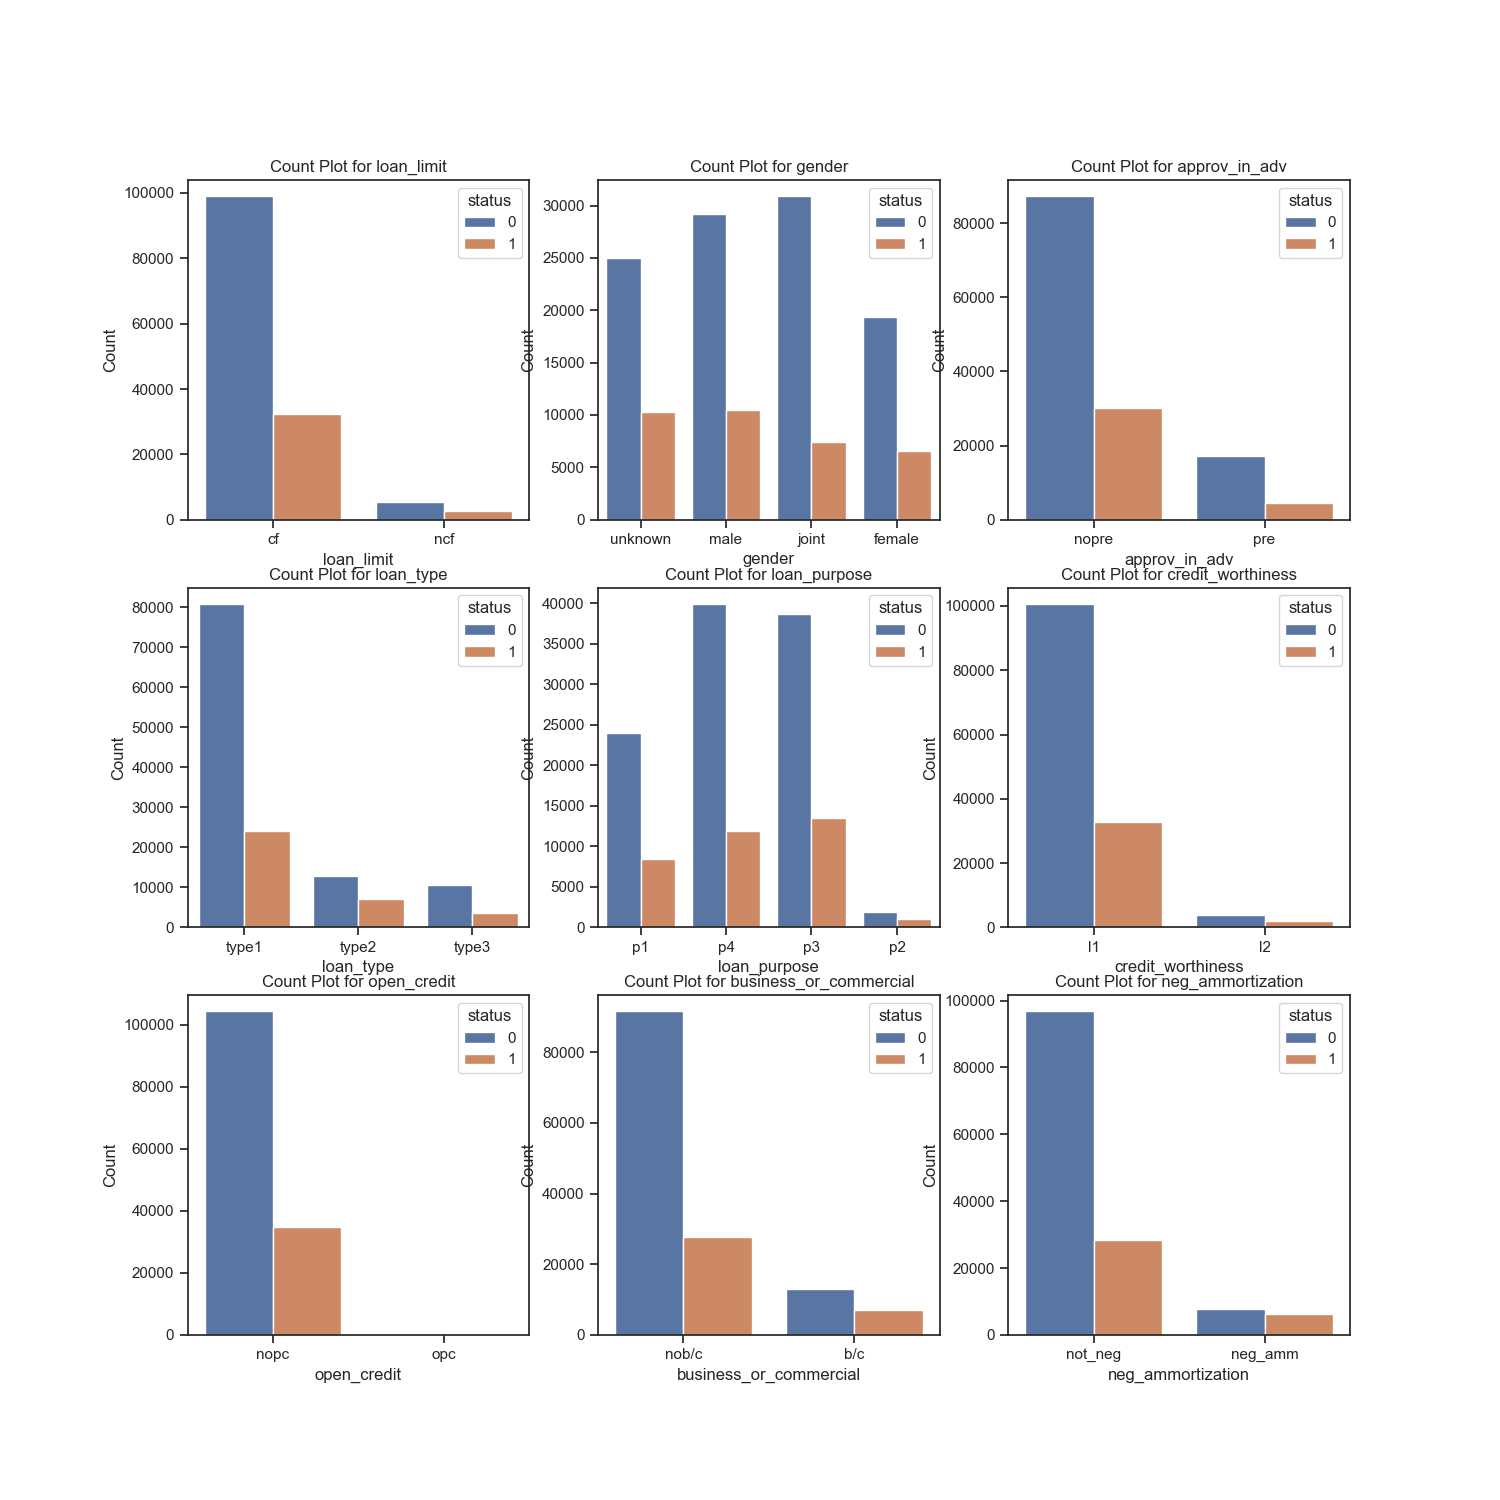 Count Plot for loan_limit
100000
80000
60000
40000
20000
0
Count
status
0
1
cf ncf
loan_limit
Count Plot for gender
30000
25000
20000
15000
10000
5000
0
Count
status
0
1
unknown male joint female
gender
Count Plot for approv_in_adv
80000
60000
40000
20000
0
Count
status
0
1
nopre pre
approv_in_adv
Count Plot for loan_type
80000
70000
60000
50000
40000
30000
20000
10000
0
Count
status
0
1
type1 type2 type3
loan_type
Count Plot for loan_purpose
40000
35000
30000
25000
20000
15000
10000
5000
0
Count
status
0
1
p1 p4 p3 p2
loan_purpose
Count Plot for credit_worthiness
100000
80000
60000
40000
20000
0
Count
status
0
1
l1 l2
credit_worthiness
Count Plot for open_credit
100000
80000
60000
40000
20000
0
Count
status
0
1
nopc opc
open_credit
Count Plot for business_or_commercial
80000
60000
40000
20000
0
Count
status
0
1
nob/c b/c
business_or_commercial
Count Plot for neg_ammortization
100000
80000
60000
40000
20000
0
Count
status
0
1
not_neg neg_amm
neg_ammortization